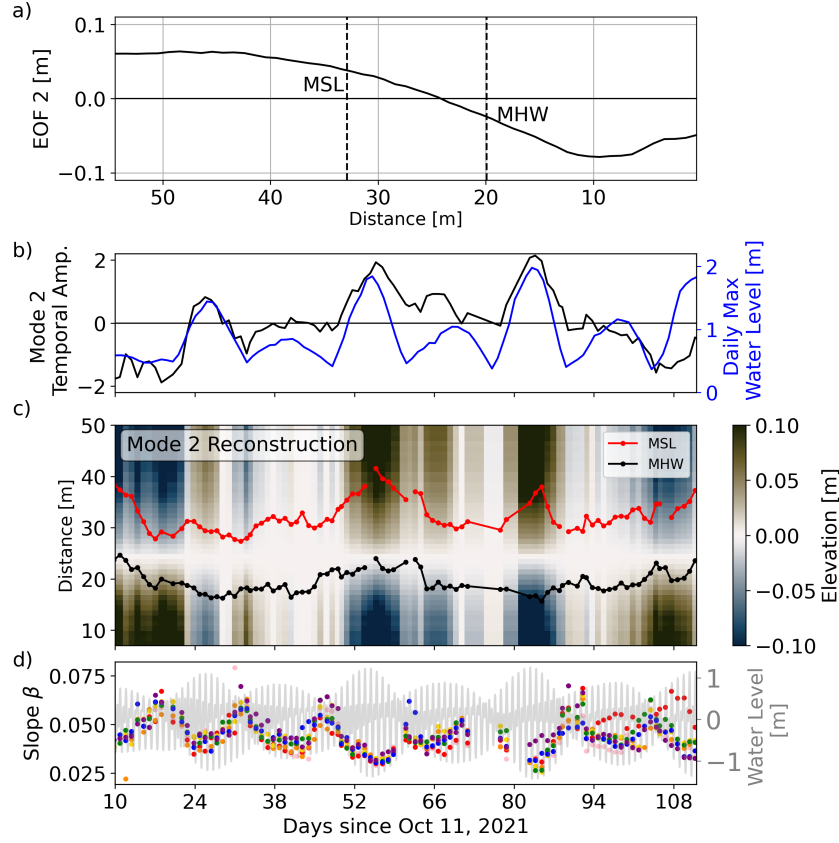 a)
0.1
0.0
−0.1
EOF 2 [m]
MSL
MHW
50
40
30
20
10
Distance [m]
b)
2
0
−2
Mode 2
Temporal Amp.
2
1
0
Daily Max
Water Level [m]
c)
50
40
30
20
10
Distance [m]
Mode 2 Reconstruction
MSL
MHW
0.10
0.05
0.00
−0.05
−0.10
Elevation [m]
d)
0.075
0.050
0.025
Slope β
1
0
−1
Water Level
[m]
10
24
38
52
66
80
94
108
Days since Oct 11, 2021